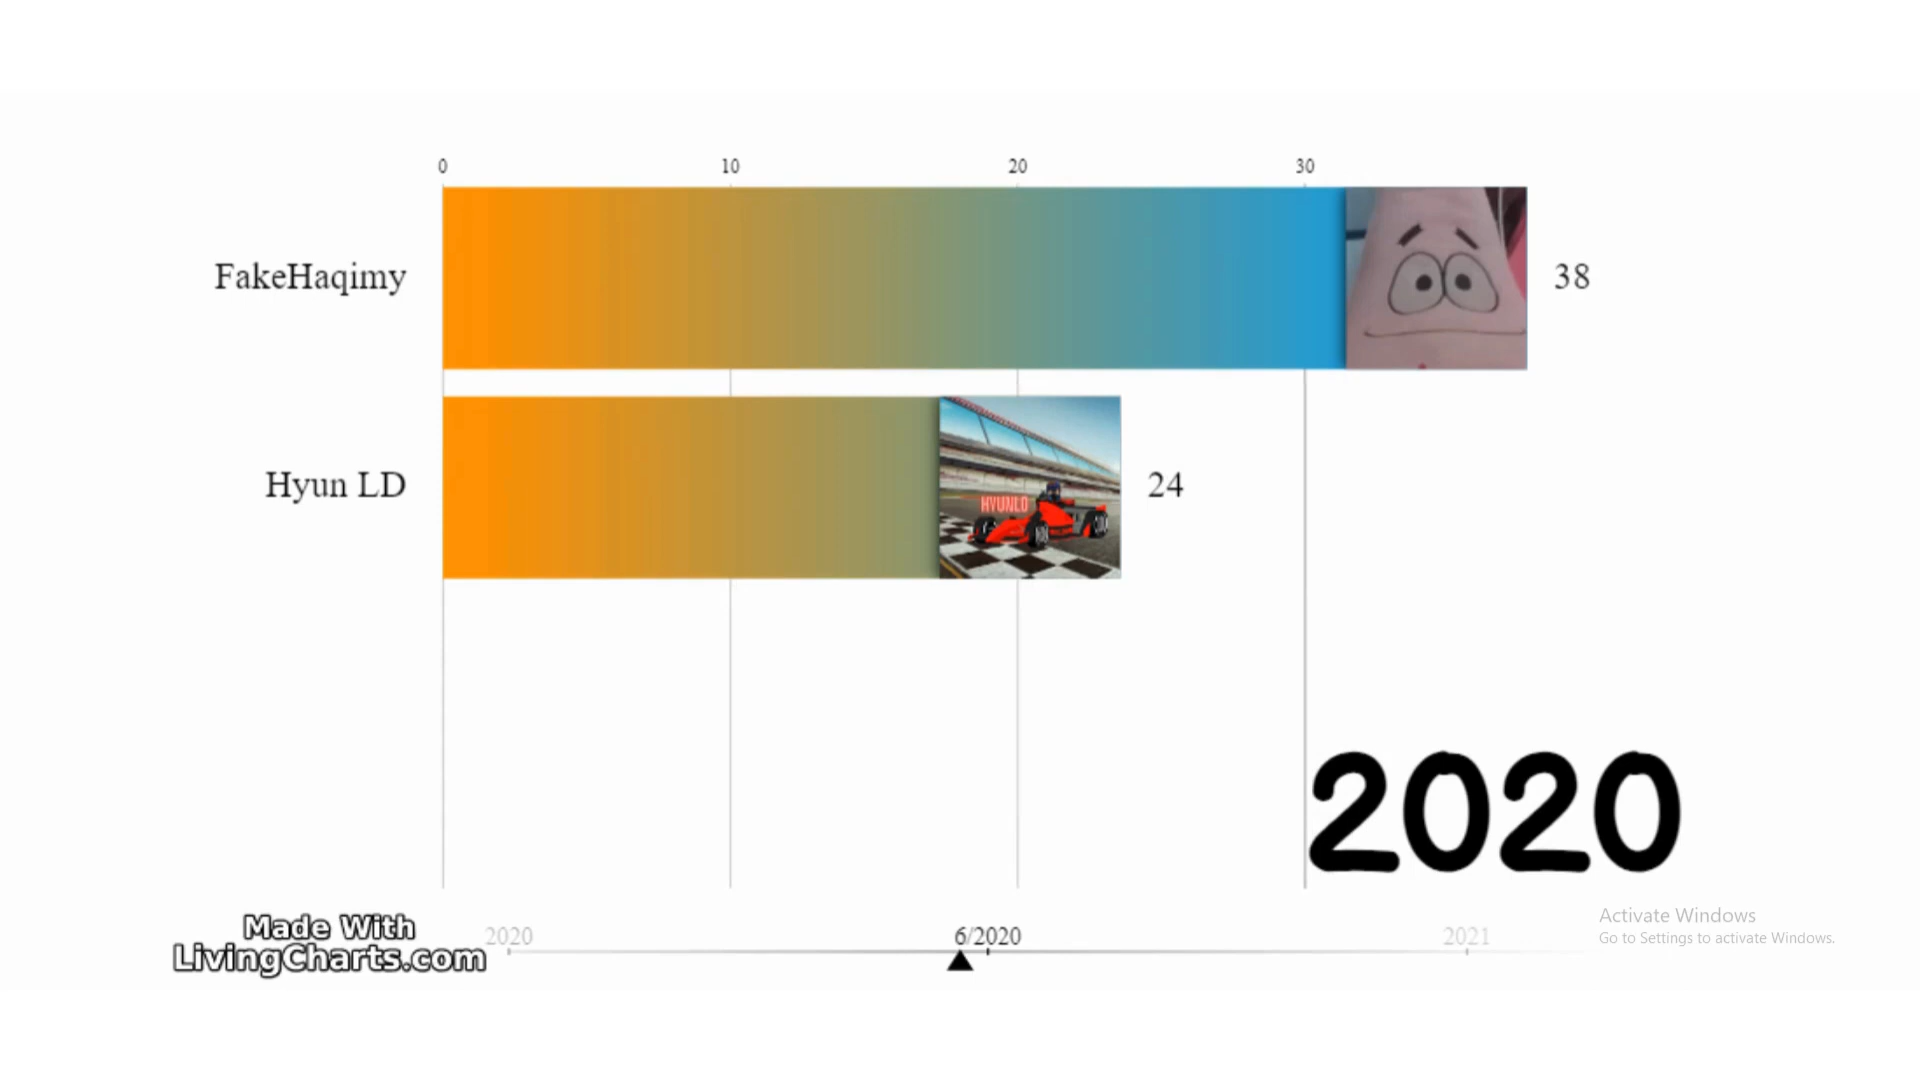 0 10 20 30
FakeHaqimy 38
HYUNLD
Hyun LD 24
2020
Made With
LivingCharts.com
2020 6/2020 2021
Activate Windows
Go to Settings to activate Windows.